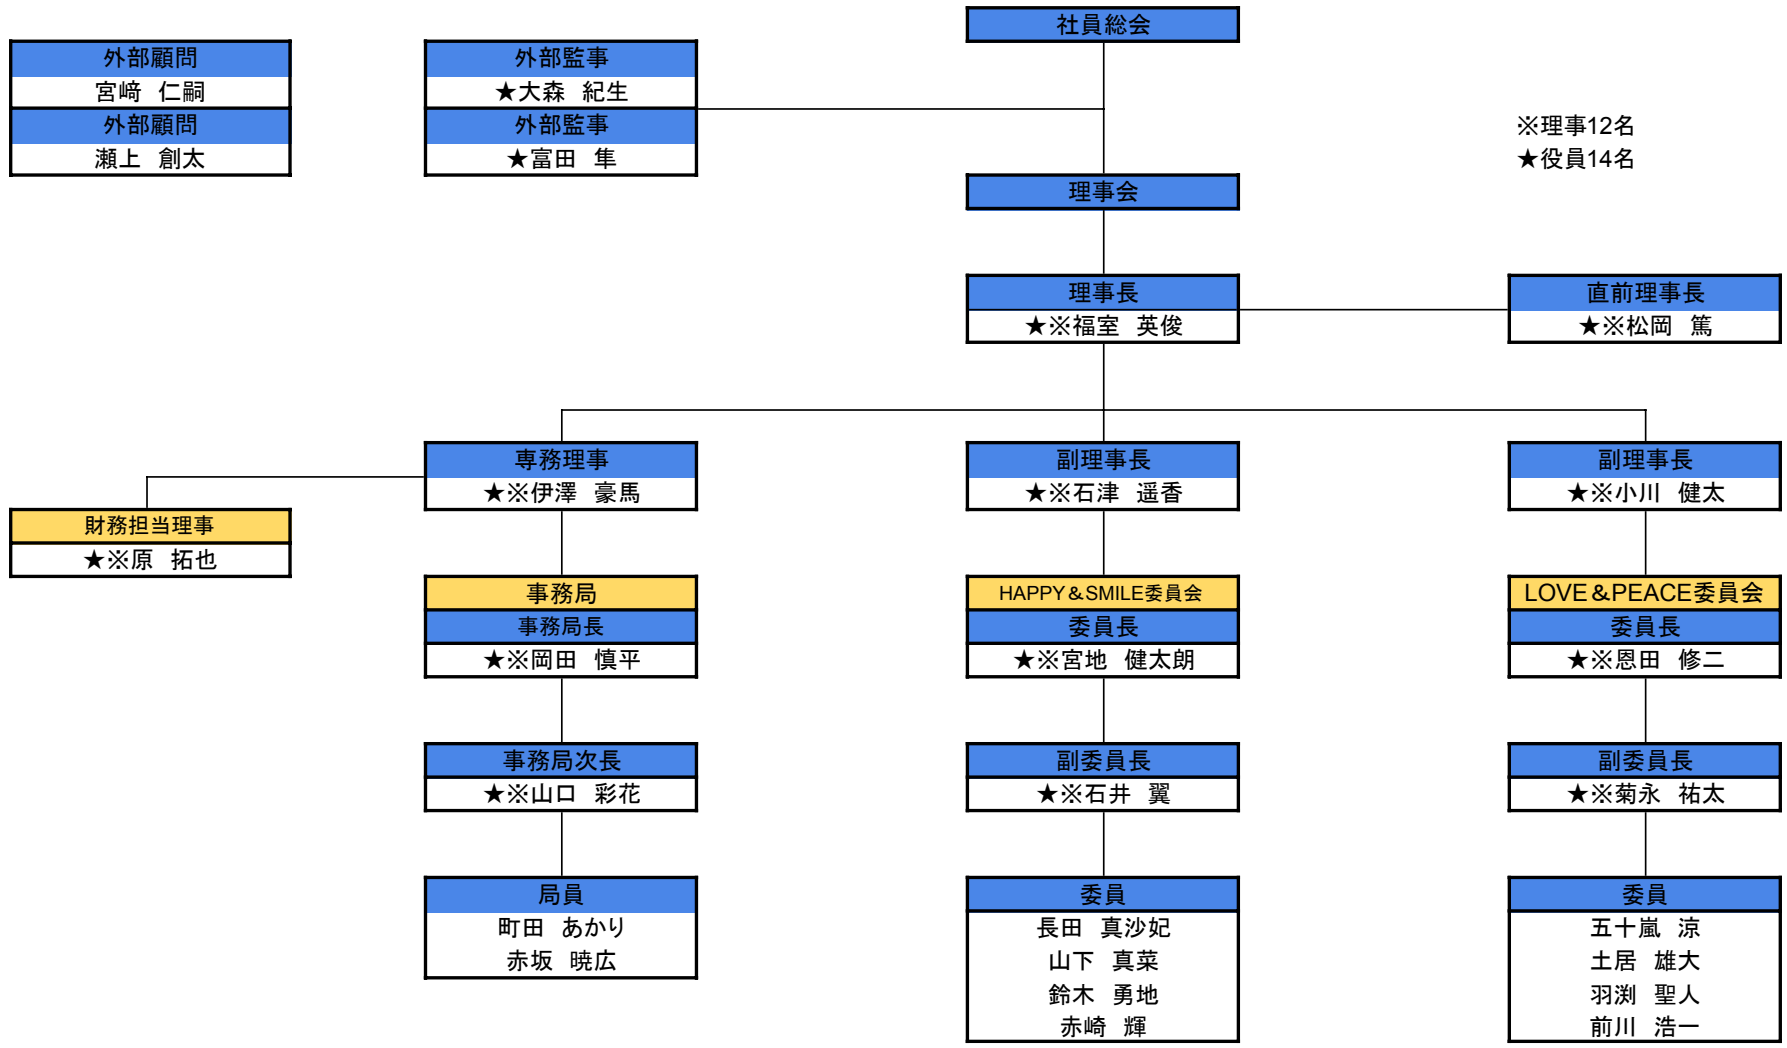 社員総会
外部顧問
宮﨑 仁嗣
外部顧問
瀬上 創太
外部監事
★大森 紀生
外部監事
★富田 隼
※理事12名
★役員14名
理事会
理事長
★※福室 英俊
直前理事長
★※松岡 篤
専務理事
★※伊澤 豪馬
副理事長
★※石津 遥香
副理事長
★※小川 健太
財務担当理事
★※原 拓也
事務局
事務局長
★※岡田 慎平
HAPPY&SMILE委員会
委員長
★※宮地 健太朗
LOVE&PEACE委員会
委員長
★※恩田 修二
事務局次長
★※山口 彩花
副委員長
★※石井 翼
副委員長
★※菊永 祐太
局員
町田 あかり
赤坂 暁広
委員
長田 真沙妃
山下 真菜
鈴木 勇地
赤崎 輝
委員
五十嵐 涼
土居 雄大
羽渕 聖人
前川 浩一